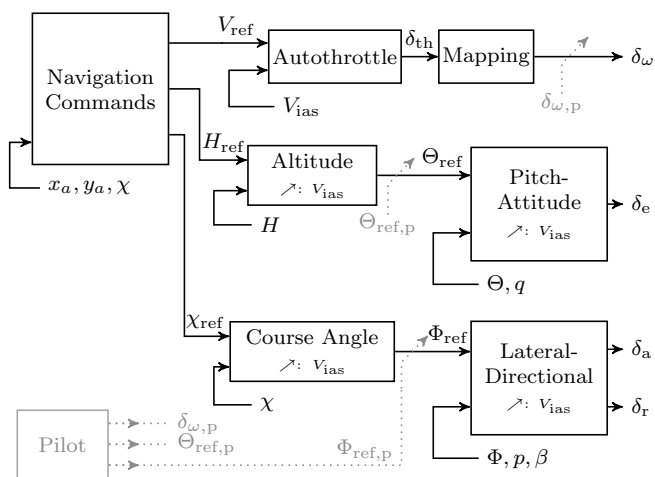 V_ref
δ_th
Navigation
Commands
Autothrottle
Mapping
δ_ω
V_ias
δ_ω,p
H_ref
Altitude
↗: V_ias
Θ_ref
Pitch-
Attitude
↗: V_ias
δ_e
x_a, y_a, χ
Θ_ref,p
H
Θ, q
χ_ref
Course Angle
↗: V_ias
Φ_ref
Lateral-
Directional
↗: V_ias
δ_a
δ_r
χ
Pilot
δ_ω,p
Θ_ref,p
Φ_ref,p
Φ, p, β